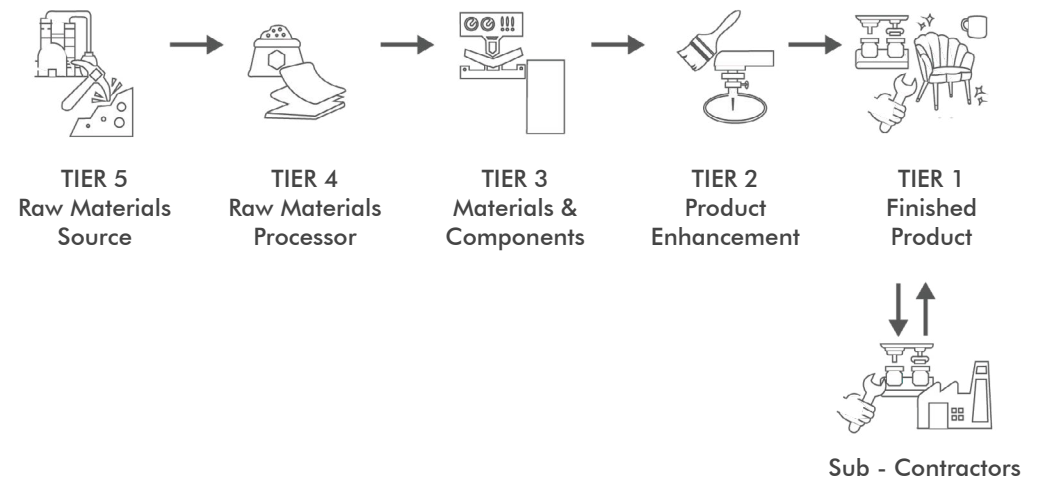 TIER 5
Raw Materials
Source
TIER 4
Raw Materials
Processor
TIER 3
Materials &
Components
TIER 2
Product
Enhancement
TIER 1
Finished
Product
Sub - Contractors